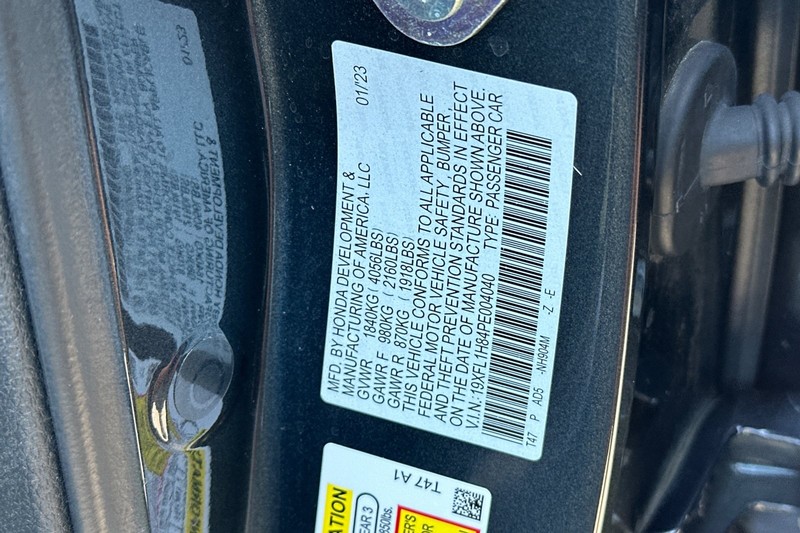 MFD. BY HONDA DEVELOPMENT &
MANUFACTURING OF AMERICA, LLC 01/'23
GVWR 1840KG (4056LBS)
GAWR F 980KG (2160LBS)
GAWR R 870KG (1918LBS)
THIS VEHICLE CONFORMS TO ALL APPLICABLE
FEDERAL MOTOR VEHICLE SAFETY, BUMPER,
AND THEFT PREVENTION STANDARDS IN EFFECT
ON THE DATE OF MANUFACTURE SHOWN ABOVE.
V.I.N.:19XFL1H84PE004040 TYPE: PASSENGER CAR
T47 P AD5 -NH904M -Z -E
T47 A1
EAR 3